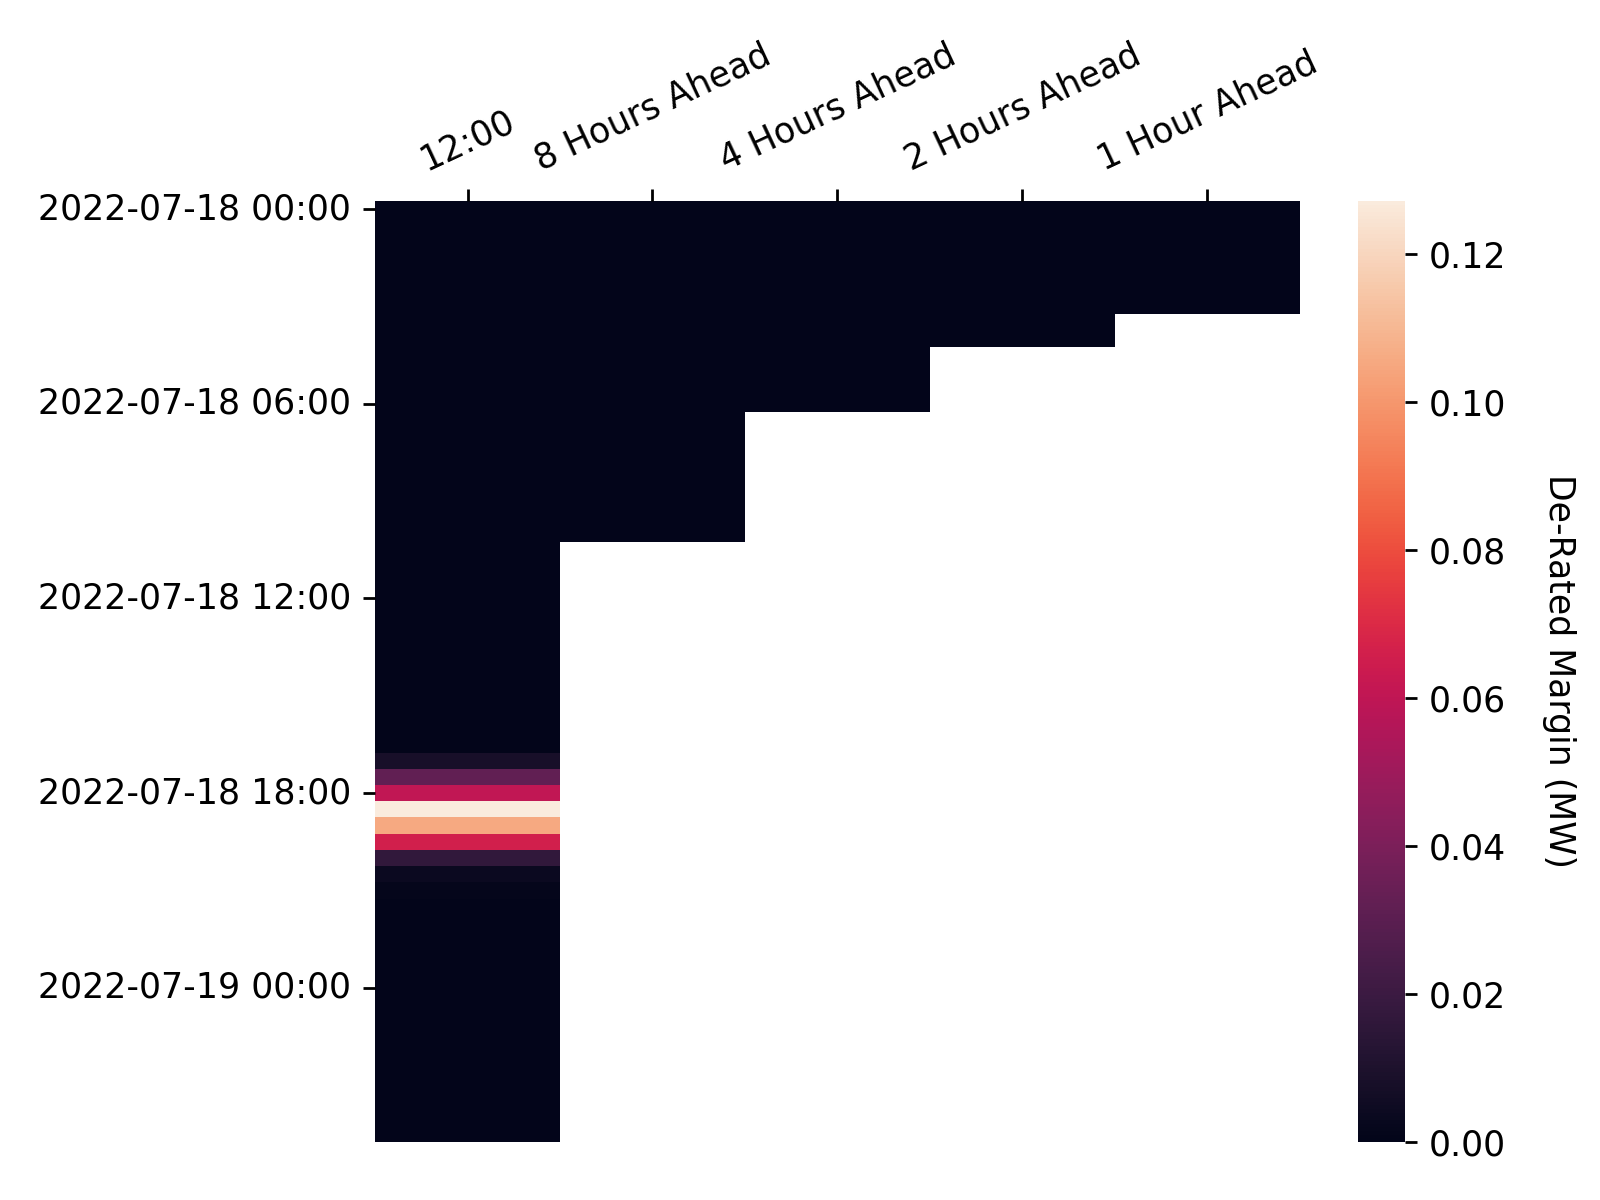 12:00
8 Hours Ahead
4 Hours Ahead
2 Hours Ahead
1 Hour Ahead
2022-07-18 00:00
2022-07-18 06:00
2022-07-18 12:00
2022-07-18 18:00
2022-07-19 00:00
0.12
0.10
0.08
0.06
0.04
0.02
0.00
De-Rated Margin (MW)